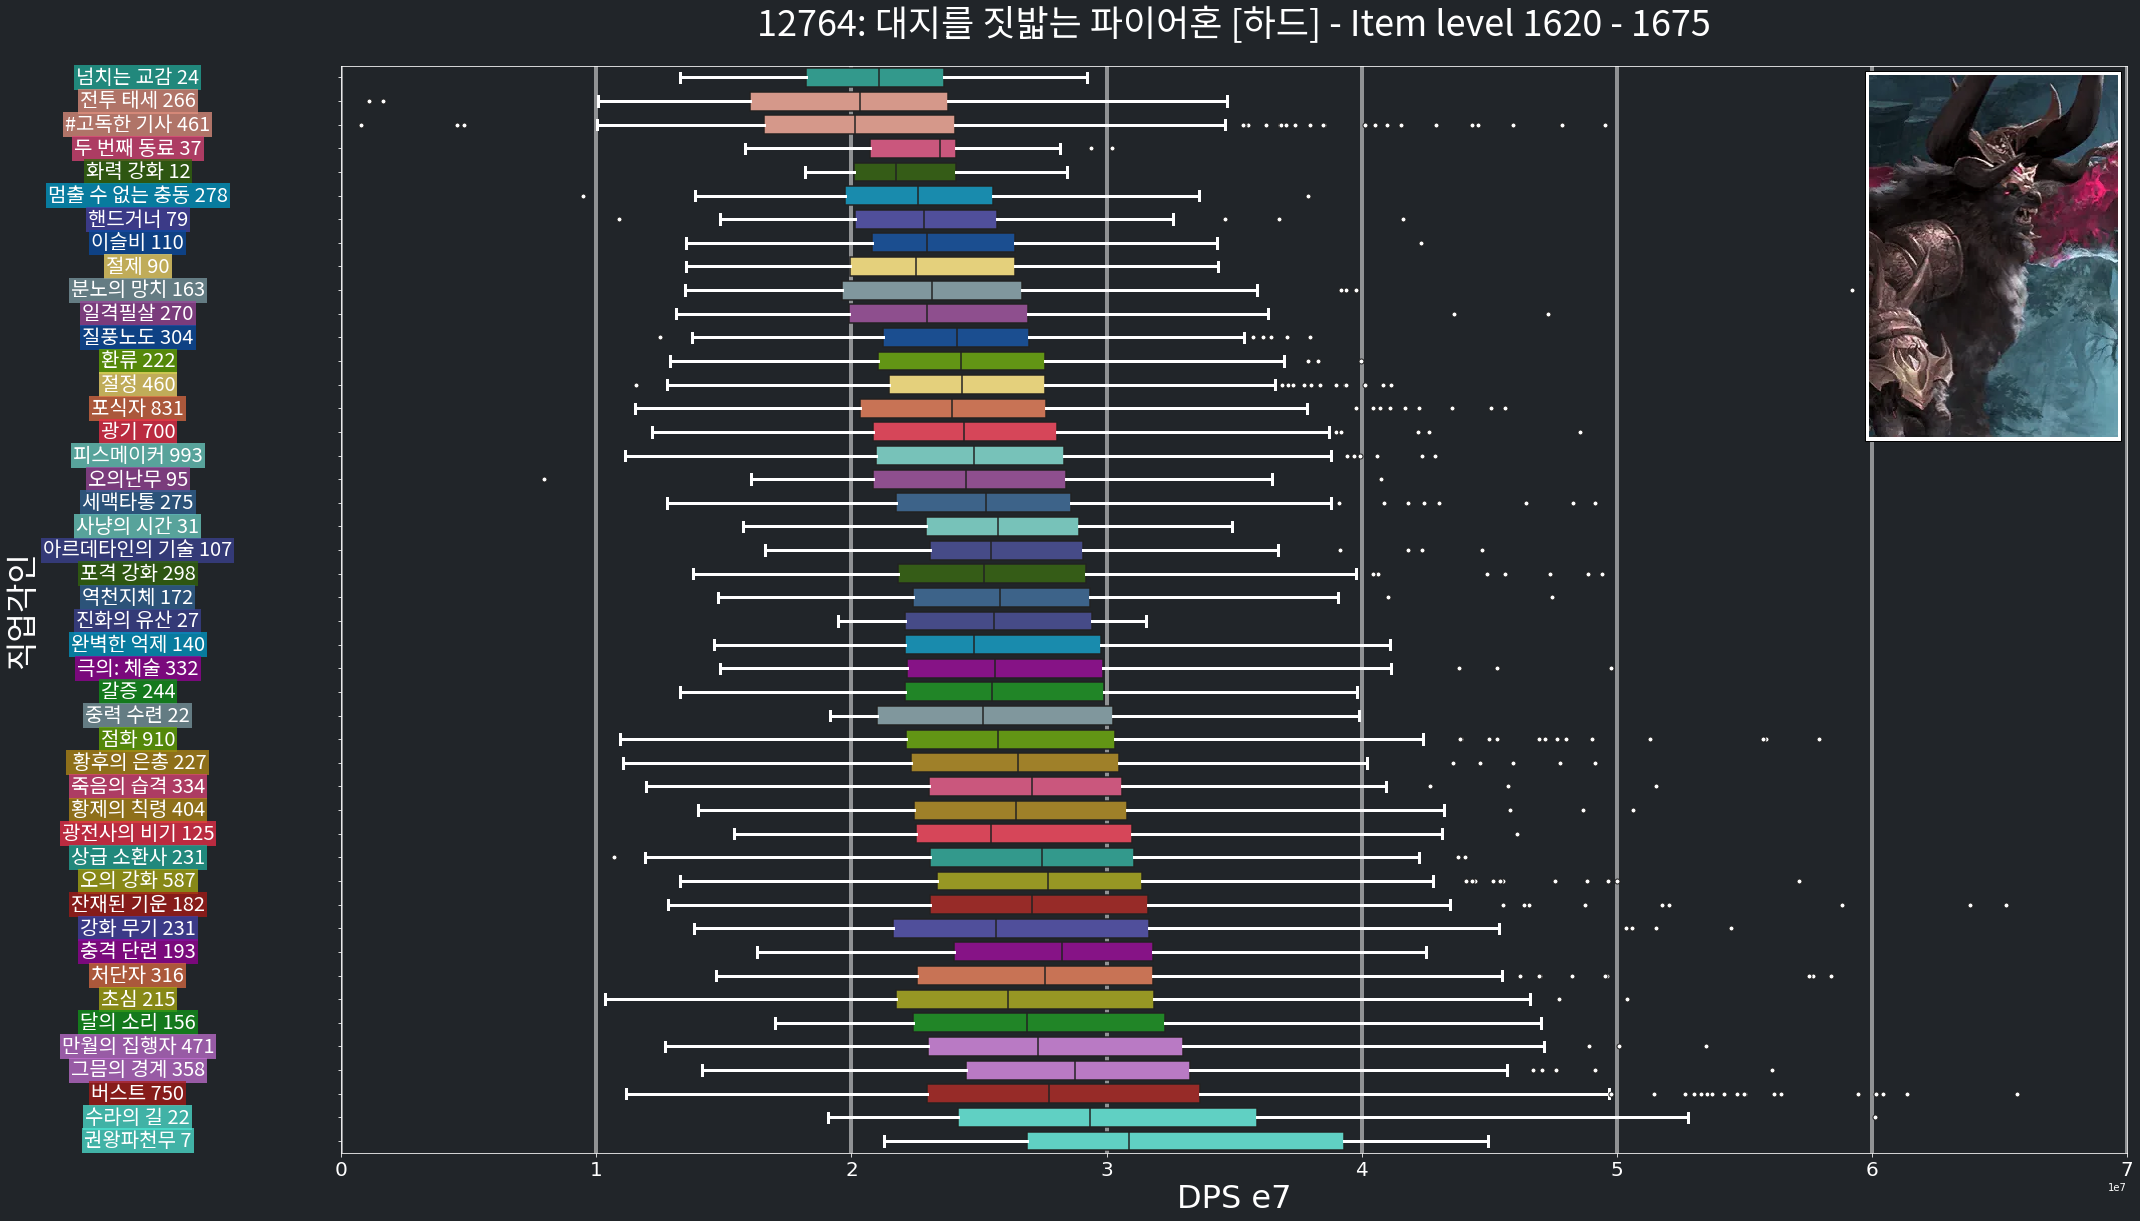 12764: 대지를 짓밟는 파이어혼 [하드] - Item level 1620 - 1675
직업각인
넘치는 교감 24
전투 태세 266
#고독한 기사 461
두 번째 동료 37
화력 강화 12
멈출 수 없는 충동 278
핸드거너 79
이슬비 110
절제 90
분노의 망치 163
일격필살 270
질풍노도 304
환류 222
절정 460
포식자 831
광기 700
피스메이커 993
오의난무 95
세맥타통 275
사냥의 시간 31
아르데타인의 기술 107
포격 강화 298
역천지체 172
진화의 유산 27
완벽한 억제 140
극의: 체술 332
갈증 244
중력 수련 22
점화 910
황후의 은총 227
죽음의 습격 334
황제의 칙령 404
광전사의 비기 125
상급 소환사 231
오의 강화 587
잔재된 기운 182
강화 무기 231
충격 단련 193
처단자 316
초심 215
달의 소리 156
만월의 집행자 471
그믐의 경계 358
버스트 750
수라의 길 22
권왕파천무 7
0 1 2 3 4 5 6 7
1e7
DPS e7